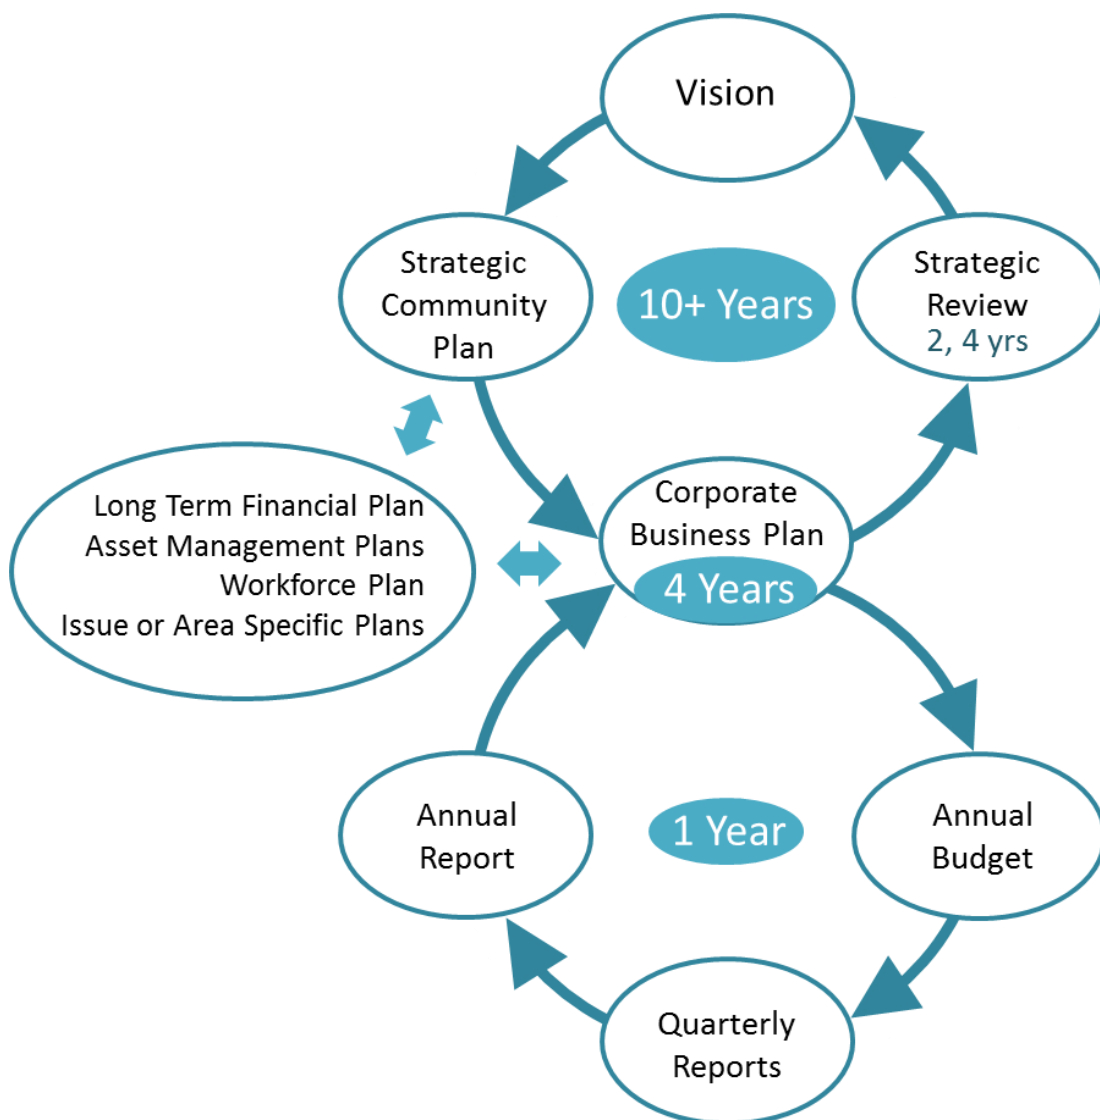 Vision
Strategic
Community
Plan
10+ Years
Strategic
Review
2, 4 yrs
Long Term Financial Plan
Asset Management Plans
Workforce Plan
Issue or Area Specific Plans
Corporate
Business Plan
4 Years
Annual
Report
1 Year
Annual
Budget
Quarterly
Reports